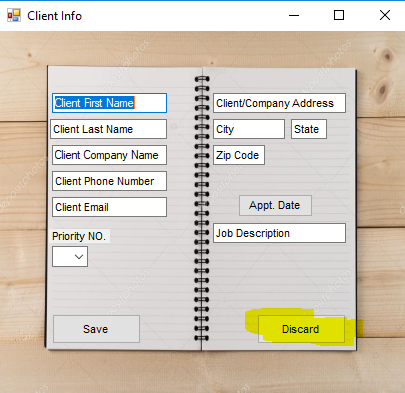 Client Info
Client First Name
Client Last Name
Client Company Name
Client Phone Number
Client Email
Priority NO.
Save
Client/Company Address
City
State
Zip Code
Appt. Date
Job Description
Discard